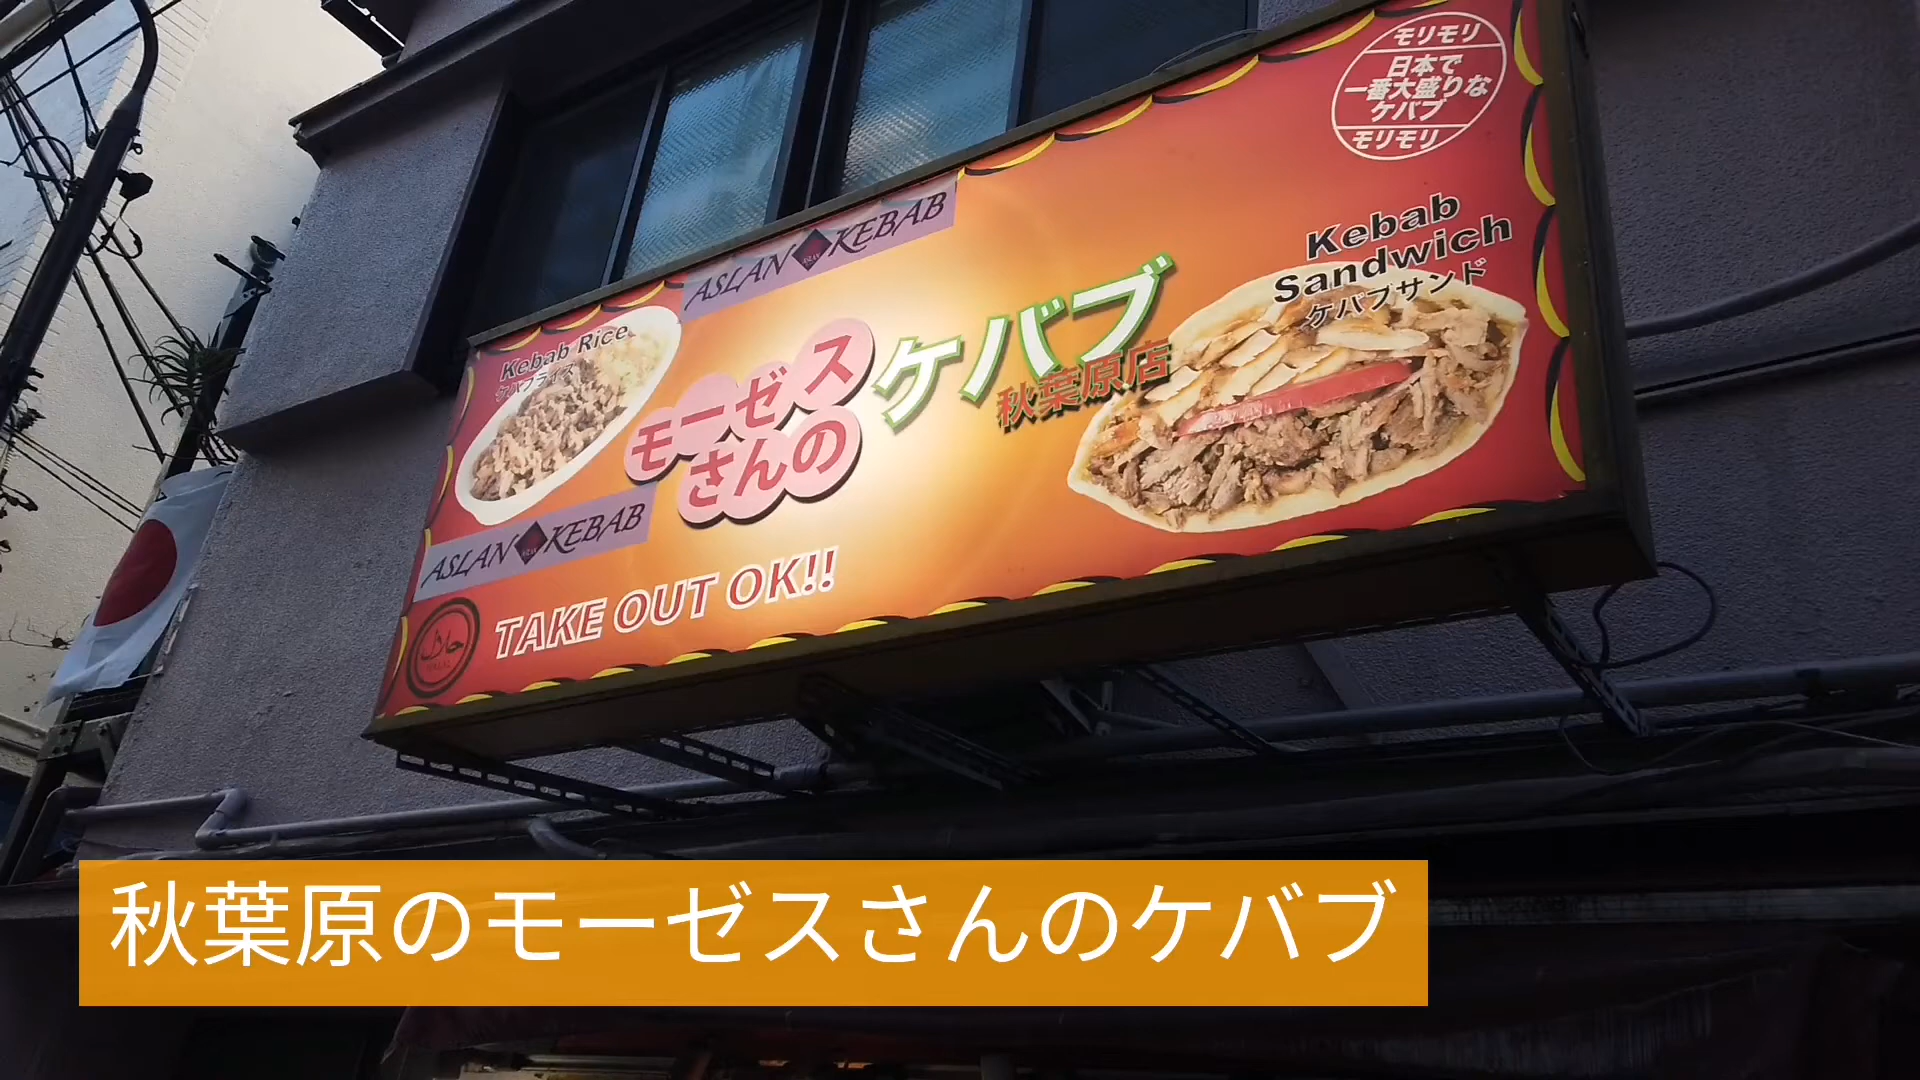 モリモリ
日本で
一番大盛りな
ケバブ
モリモリ
ASLAN KEBAB
Kebab Rice
ケバブライス
モーゼス
さんの
ケバブ
秋葉原店
Kebab
Sandwich
ケバブサンド
ASLAN KEBAB
TAKE OUT OK!!
حلال
HALAL
秋葉原のモーゼスさんのケバブ